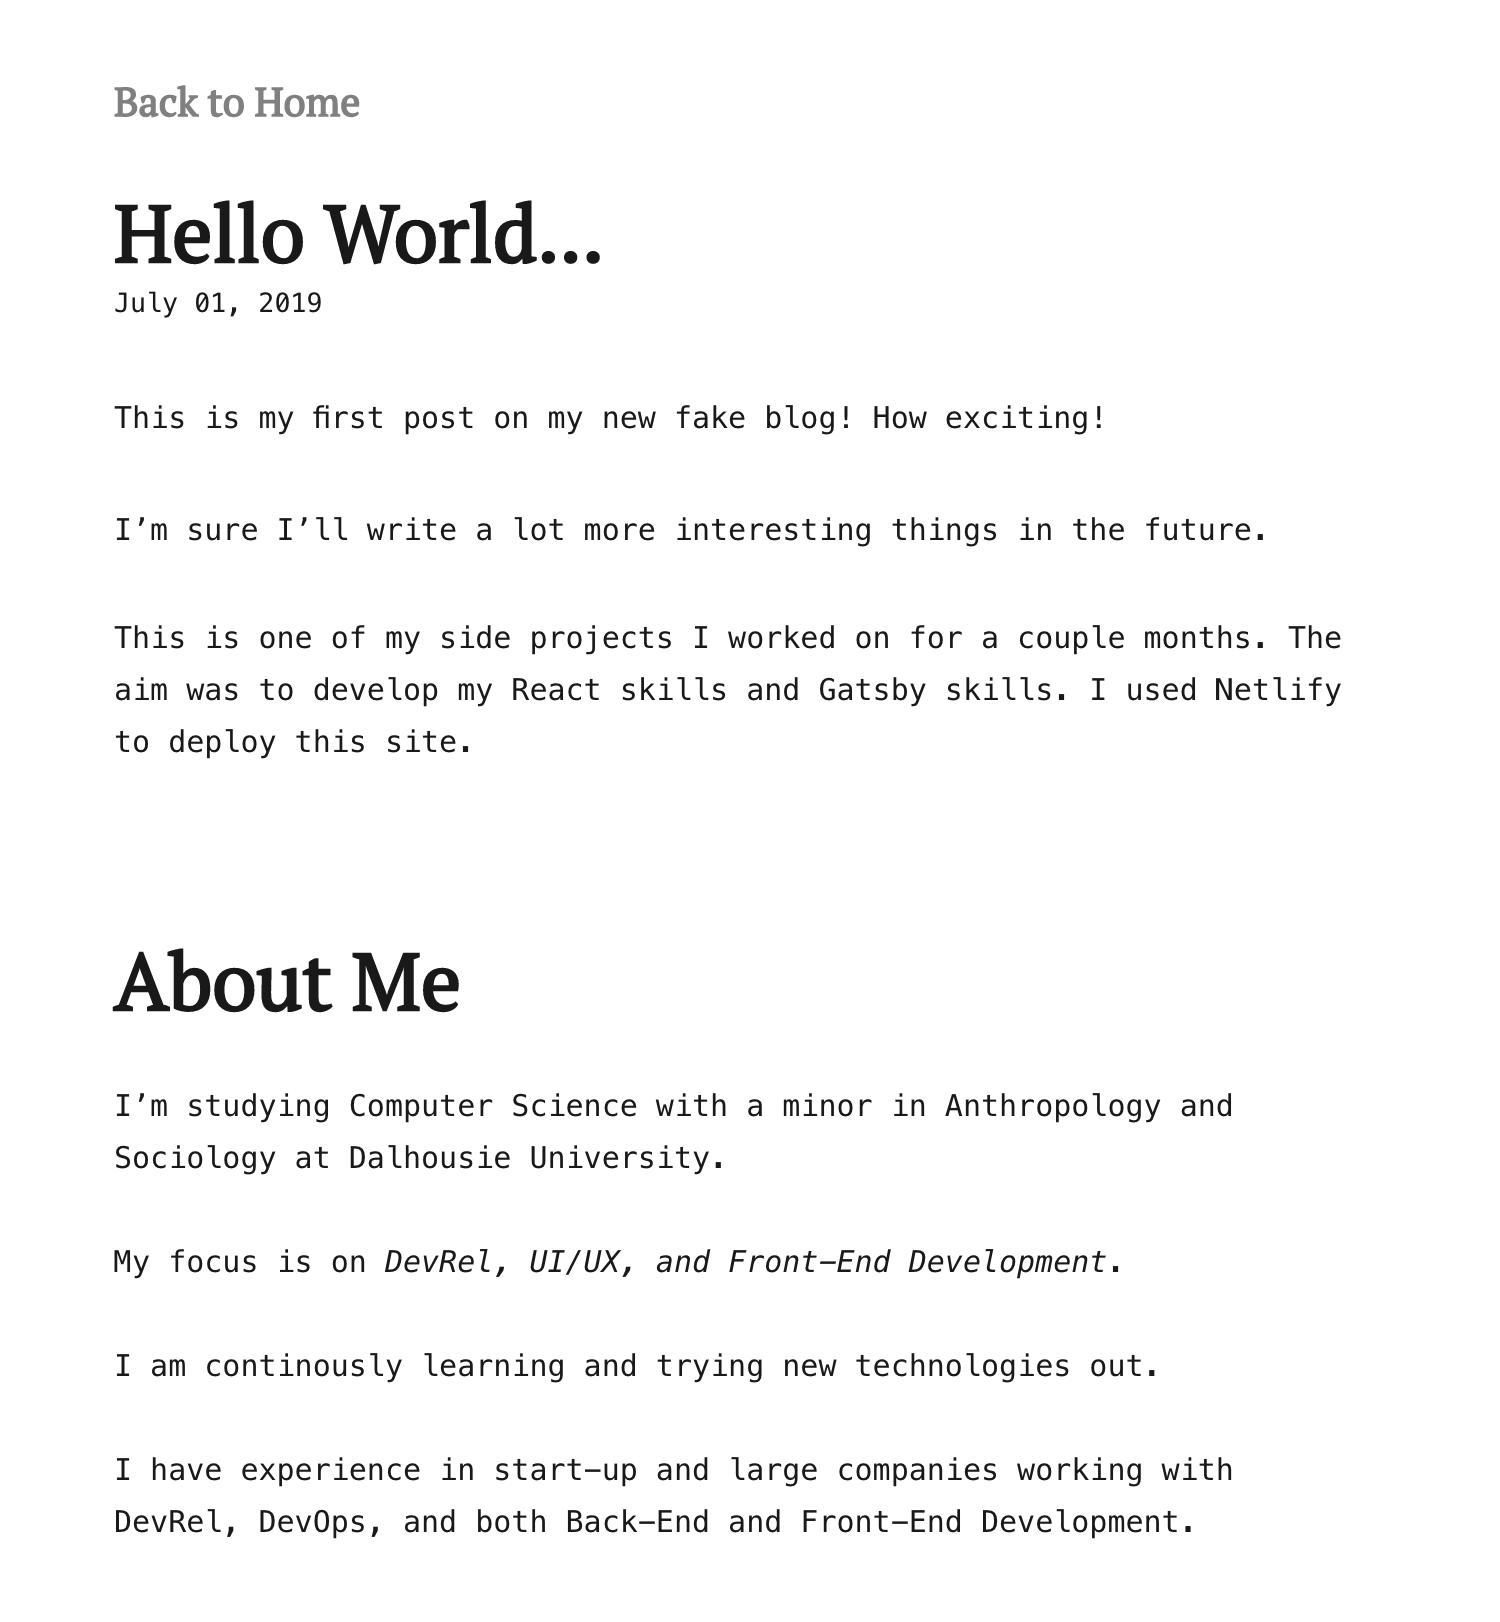 Back to Home
Hello World...
July 01, 2019
This is my first post on my new fake blog! How exciting!
I’m sure I’ll write a lot more interesting things in the future.
This is one of my side projects I worked on for a couple months. The
aim was to develop my React skills and Gatsby skills. I used Netlify
to deploy this site.
About Me
I’m studying Computer Science with a minor in Anthropology and
Sociology at Dalhousie University.
My focus is on DevRel, UI/UX, and Front-End Development.
I am continously learning and trying new technologies out.
I have experience in start-up and large companies working with
DevRel, DevOps, and both Back-End and Front-End Development.